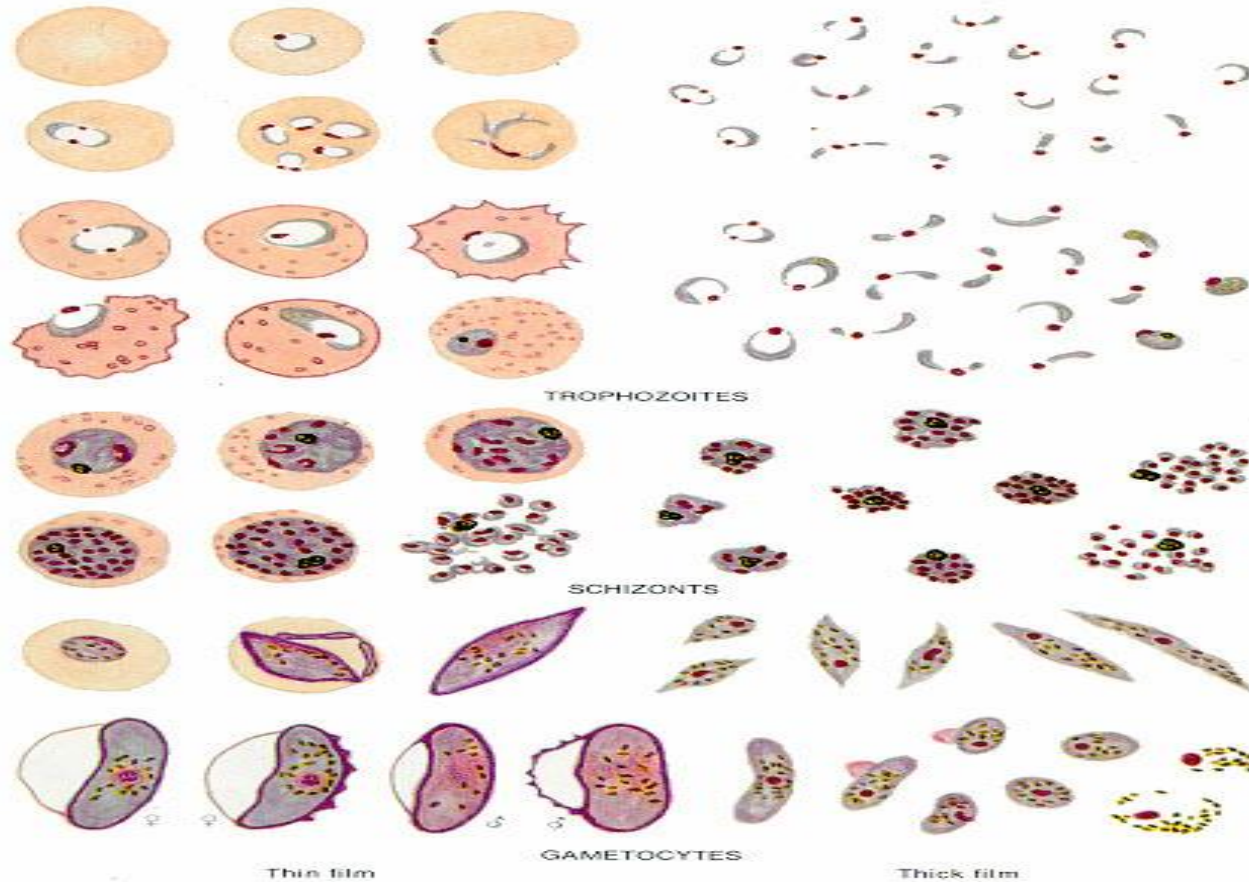 TROPHOZOITES
SCHIZONTS
♀ ♀ ♂ ♂
GAMETOCYTES
Thin film Thick film